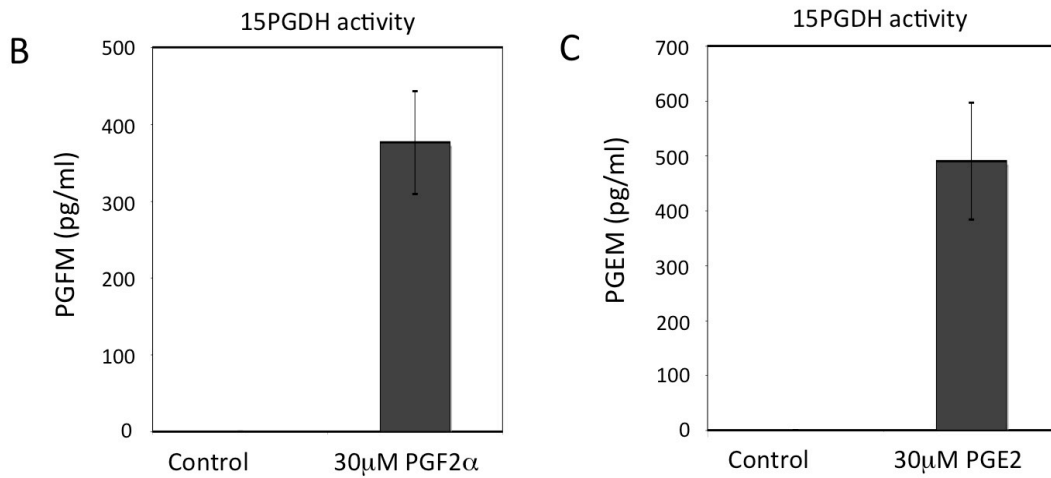 B
15PGDH activity
PGFM (pg/ml)
500
400
300
200
100
0
Control 30μM PGF2α
C
15PGDH activity
PGEM (pg/ml)
700
600
500
400
300
200
100
0
Control 30μM PGE2